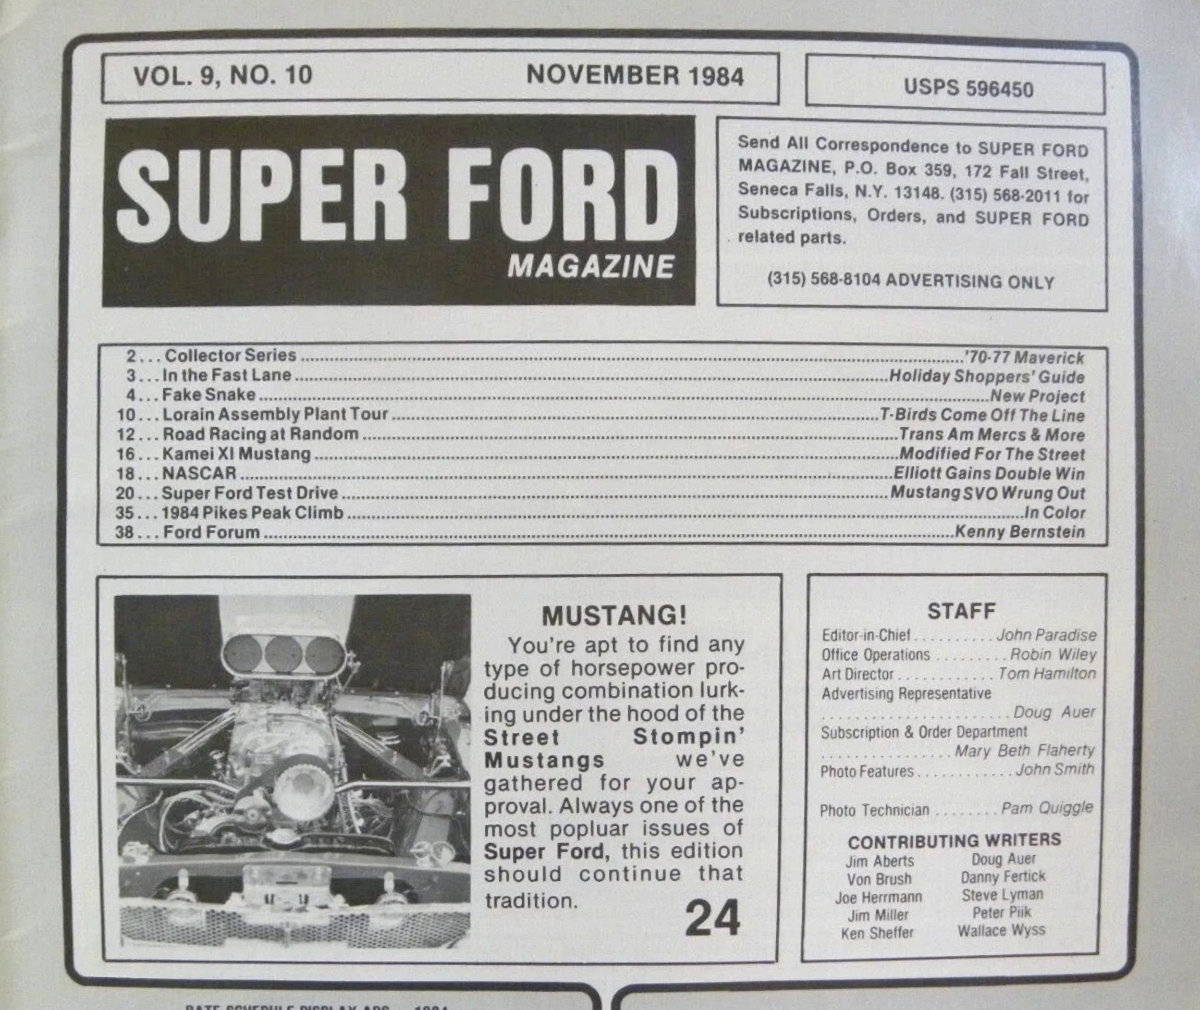 VOL. 9, NO. 10 NOVEMBER 1984
USPS 596450
SUPER FORD
MAGAZINE
Send All Correspondence to SUPER FORD
MAGAZINE, P.O. Box 359, 172 Fall Street,
Seneca Falls, N.Y. 13148. (315) 568-2011 for
Subscriptions, Orders, and SUPER FORD
related parts.
(315) 568-8104 ADVERTISING ONLY
2... Collector Series ... '70-77 Maverick
3... In the Fast Lane ... Holiday Shoppers' Guide
4... Fake Snake ... New Project
10... Lorain Assembly Plant Tour ... T-Birds Come Off The Line
12... Road Racing at Random ... Trans Am Mercs & More
16... Kamei XI Mustang ... Modified For The Street
18... NASCAR ... Elliott Gains Double Win
20... Super Ford Test Drive ... Mustang SVO Wrung Out
35... 1984 Pikes Peak Climb ... In Color
38... Ford Forum ... Kenny Bernstein
MUSTANG!
You're apt to find any
type of horsepower pro-
ducing combination lurk-
ing under the hood of the
Street Stompin'
Mustangs we've
gathered for your ap-
proval. Always one of the
most popluar issues of
Super Ford, this edition
should continue that
tradition.
24
STAFF
Editor-in-Chief .......... John Paradise
Office Operations ......... Robin Wiley
Art Director ............ Tom Hamilton
Advertising Representative
....................... Doug Auer
Subscription & Order Department
................ Mary Beth Flaherty
Photo Features ............ John Smith
Photo Technician ........ Pam Quiggle
CONTRIBUTING WRITERS
Jim Aberts Doug Auer
Von Brush Danny Fertick
Joe Herrmann Steve Lyman
Jim Miller Peter Piik
Ken Sheffer Wallace Wyss
RATE SCHEDULE DISPLAY ADS 1984